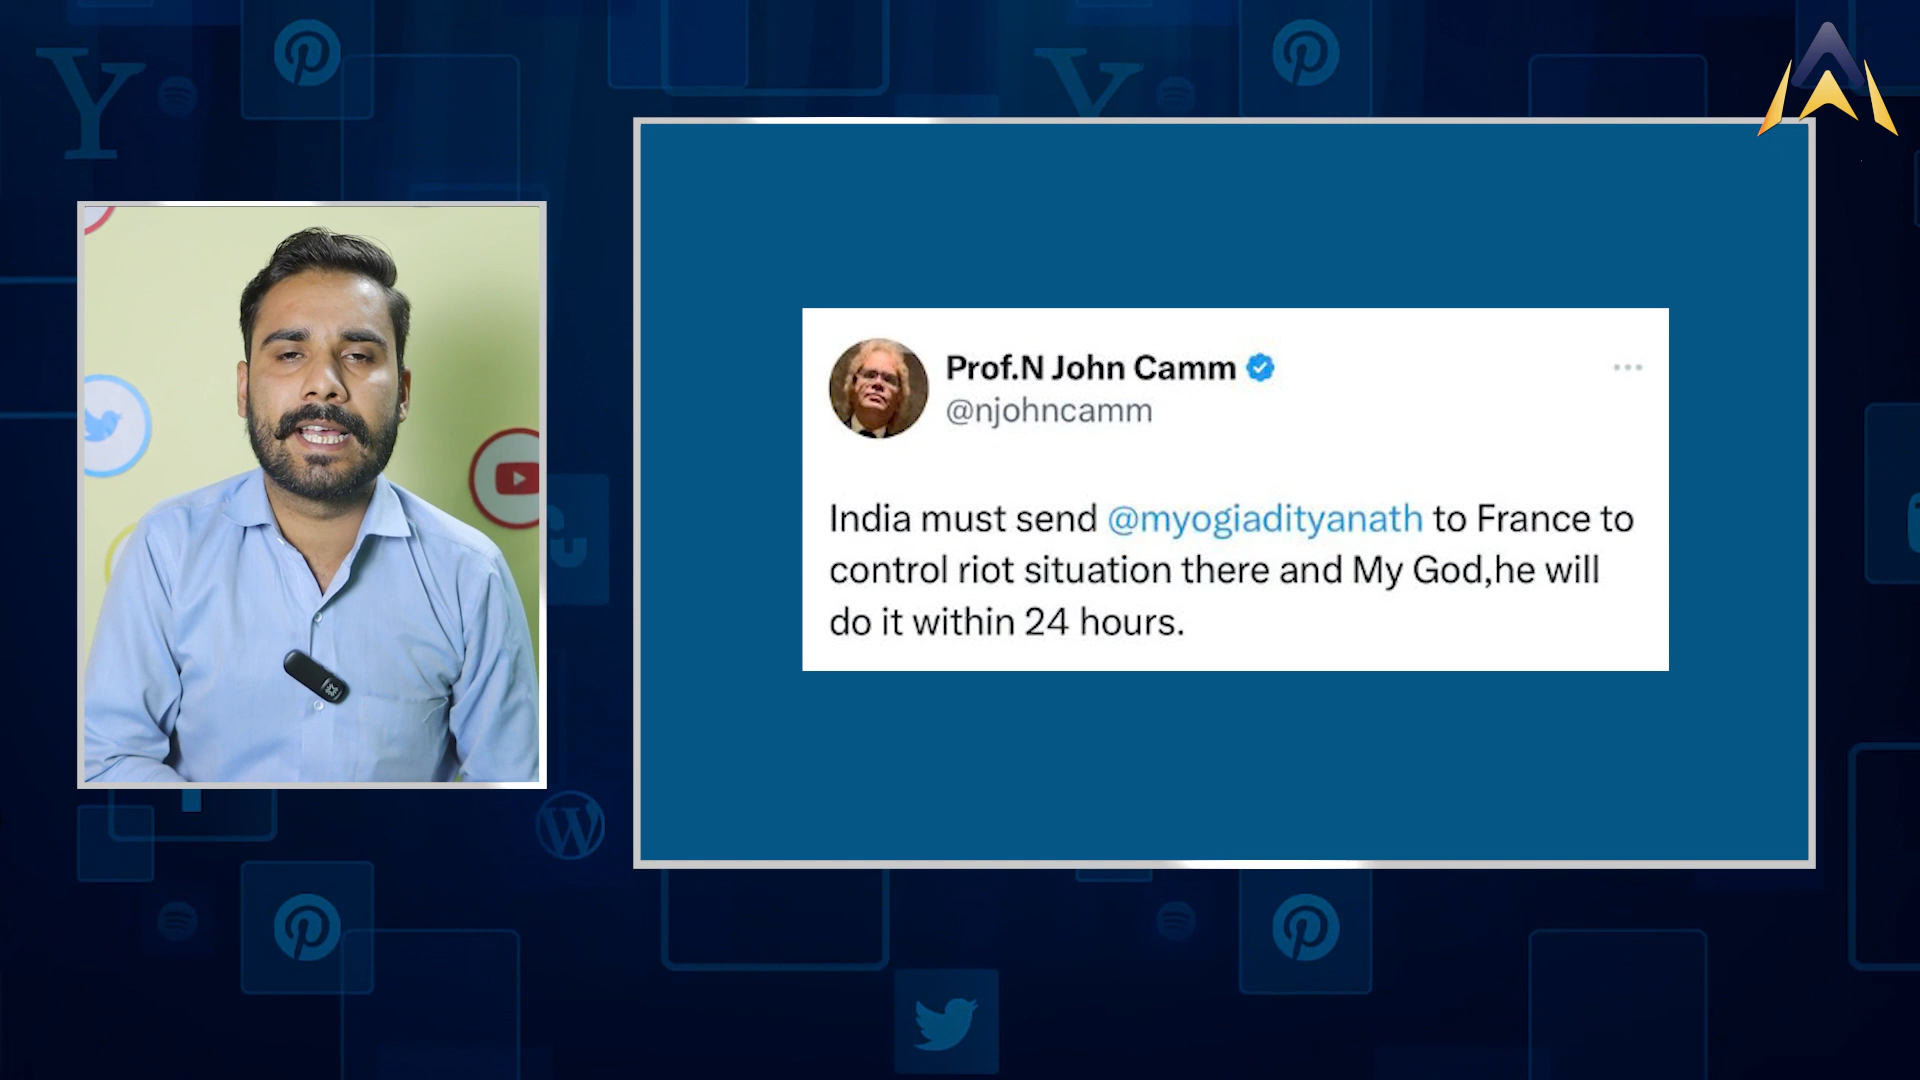 Prof.N John Camm
@njohncamm
India must send @myogiadityanath to France to
control riot situation there and My God,he will
do it within 24 hours.